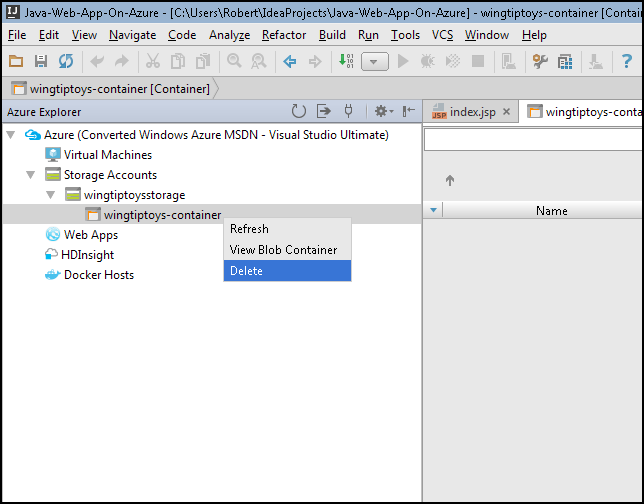 Java-Web-App-On-Azure - [C:\Users\Robert\IdeaProjects\Java-Web-App-On-Azure] - wingtiptoys-container [Contai
File Edit View Navigate Code Analyze Refactor Build Run Tools VCS Window Help
wingtiptoys-container [Container]
Azure Explorer
index.jsp
wingtiptoys-conta
Azure (Converted Windows Azure MSDN - Visual Studio Ultimate)
Virtual Machines
Storage Accounts
wingtiptoysstorage
wingtiptoys-container
Name
Refresh
View Blob Container
Delete
Web Apps
HDInsight
Docker Hosts